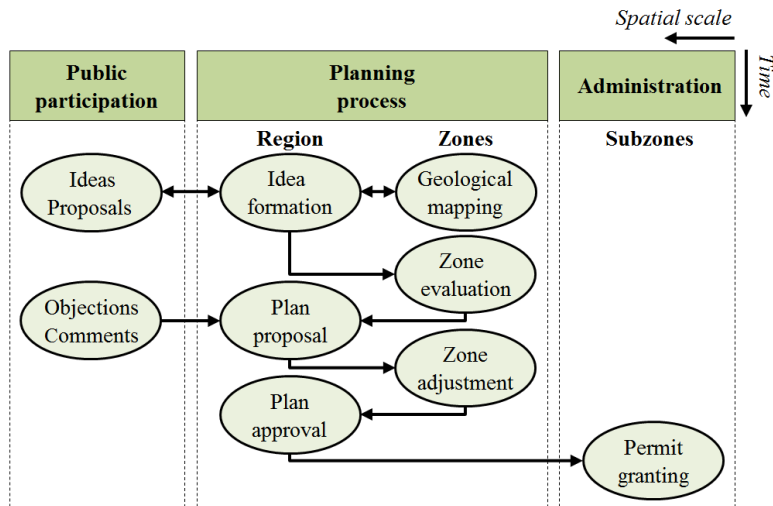 Spatial scale
Time
Public
participation
Planning
process
Administration
Region
Zones
Subzones
Ideas
Proposals
Idea
formation
Geological
mapping
Zone
evaluation
Objections
Comments
Plan
proposal
Zone
adjustment
Plan
approval
Permit
granting